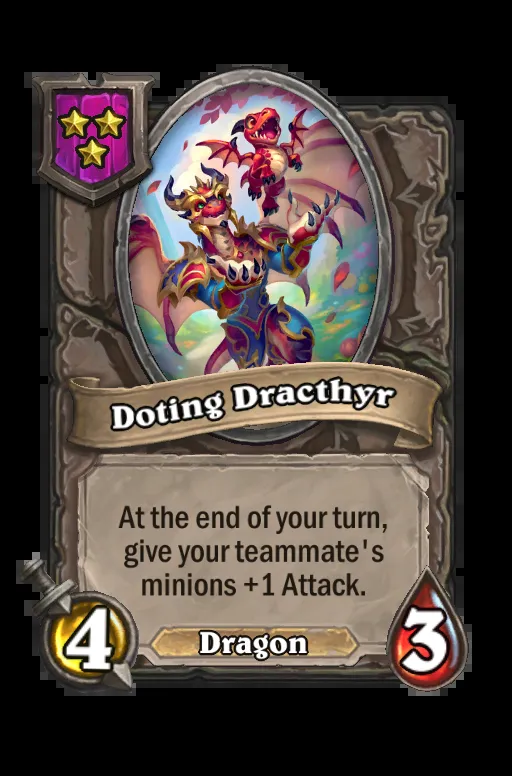 Doting Dracthyr
At the end of your turn,
give your teammate's
minions +1 Attack.
4
Dragon
3